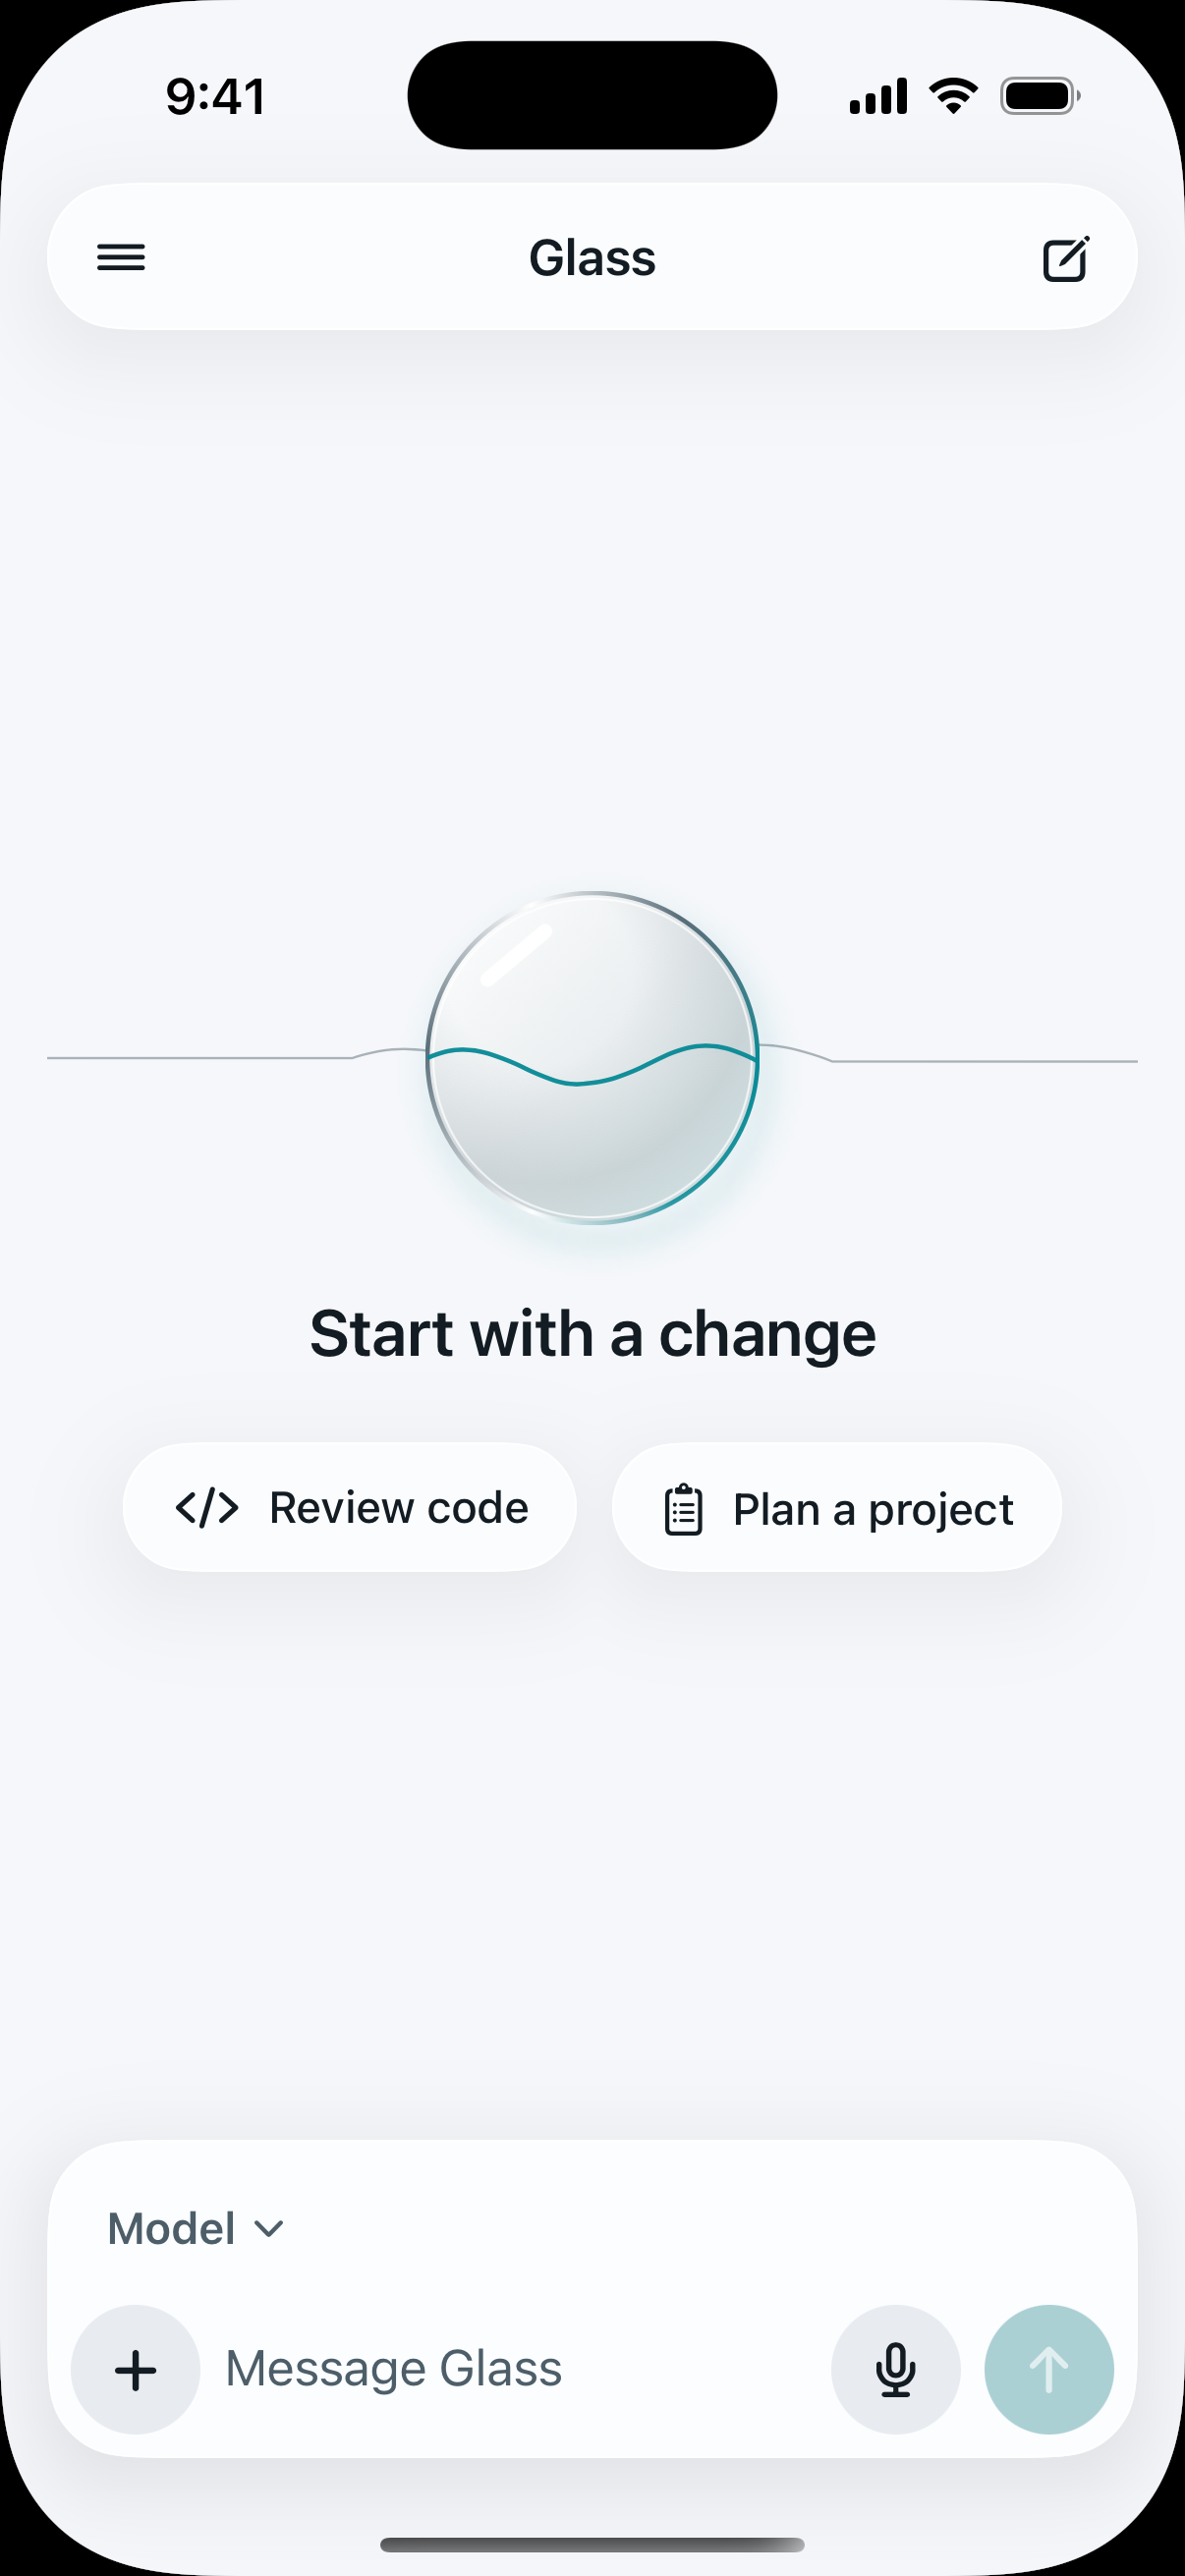 9:41
Glass
Start with a change
Review code
Plan a project
Model
Message Glass